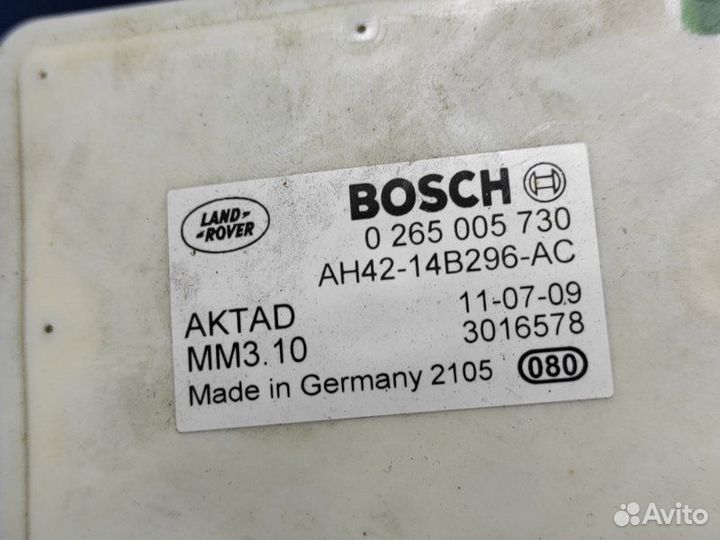 LAND-
-ROVER
BOSCH
0 265 005 730
AH42-14B296-AC
AKTAD
11-07-09
MM3.10
3016578
Made in Germany 2105
080
Avito